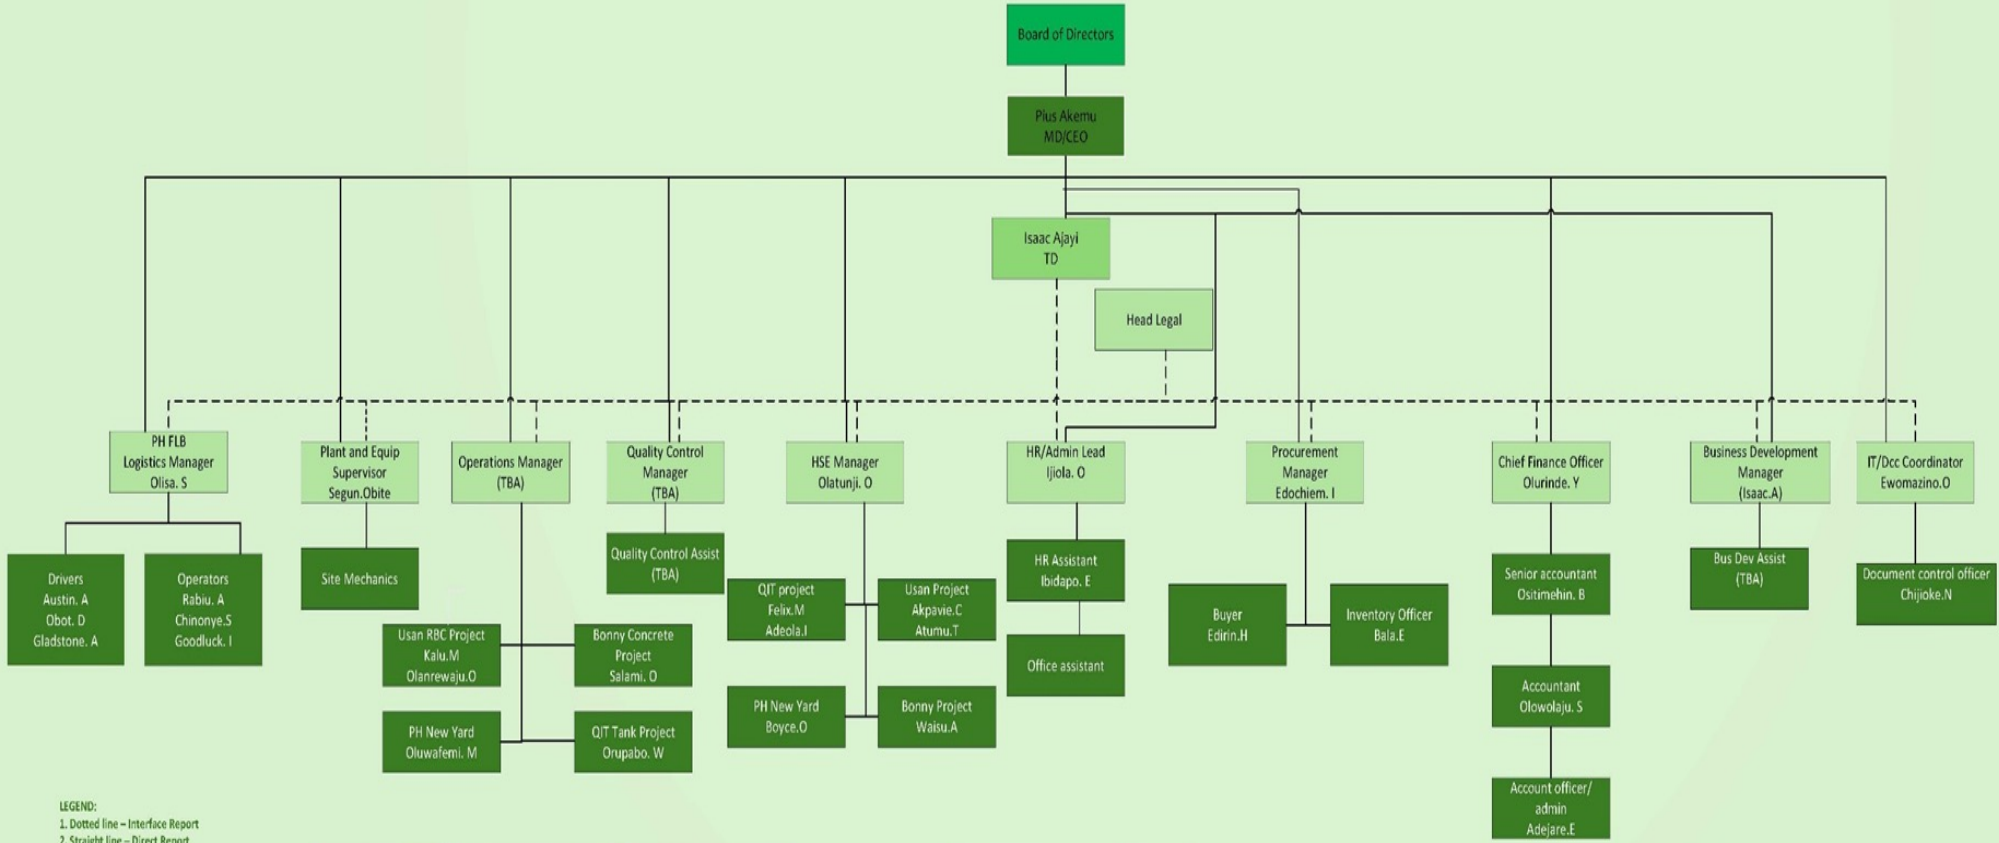 Board of Directors
Pius Akemu
MD/CEO
Isaac Ajayi
TD
Head Legal
PH FLB
Logistics Manager
Olisa. S
Plant and Equip
Supervisor
Segun.Obite
Operations Manager
(TBA)
Quality Control
Manager
(TBA)
HSE Manager
Olatunji. O
HR/Admin Lead
Ijiola. O
Procurement
Manager
Edochiem. I
Chief Finance Officer
Olurinde. Y
Business Development
Manager
(Isaac.A)
IT/Dcc Coordinator
Ewomazino.O
Drivers
Austin. A
Obot. D
Gladstone. A
Operators
Rabiu. A
Chinonye.S
Goodluck. I
Site Mechanics
Usan RBC Project
Kalu.M
Olanrewaju.O
Bonny Concrete
Project
Salami. O
PH New Yard
Oluwafemi. M
QIT Tank Project
Orupabo. W
Quality Control Assist
(TBA)
QIT project
Felix.M
Adeola.I
Usan Project
Akpavie.C
Atumu.T
PH New Yard
Boyce.O
Bonny Project
Waisu.A
HR Assistant
Ibidapo. E
Office assistant
Buyer
Edirin.H
Inventory Officer
Bala.E
Senior accountant
Ositimehin. B
Accountant
Olowolaju. S
Account officer/
admin
Adejare.E
Bus Dev Assist
(TBA)
Document control officer
Chijioke.N
LEGEND:
1. Dotted line – Interface Report
2. Straight line – Direct Report